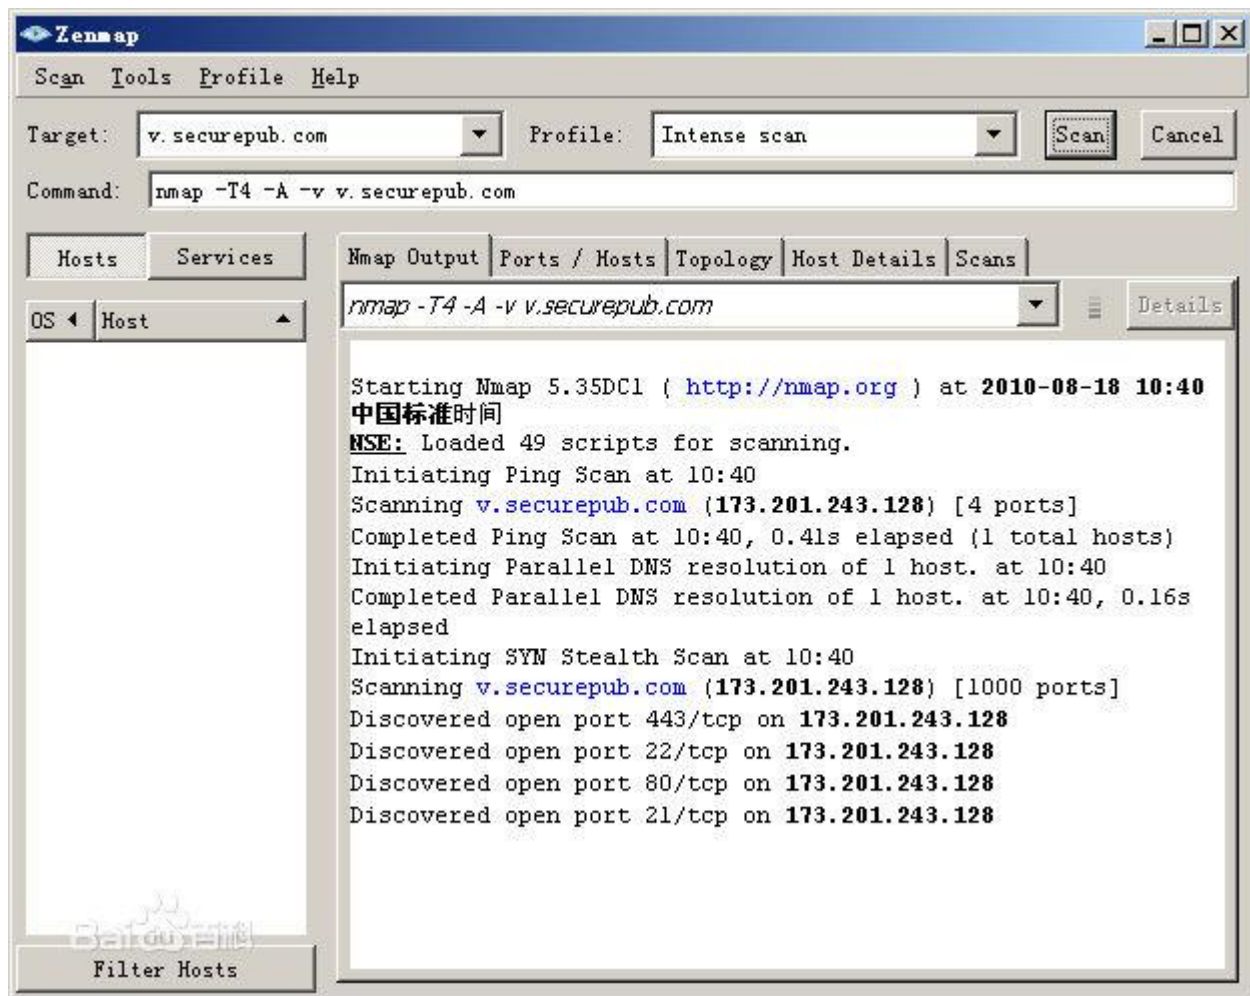 Zenmap
Scan Tools Profile Help
Target: v.securepub.com Profile: Intense scan Scan Cancel
Command: nmap -T4 -A -v v.securepub.com
Hosts Services Nmap Output Ports / Hosts Topology Host Details Scans
OS Host nmap -T4 -A -v v.securepub.com Details
Starting Nmap 5.35DC1 ( http://nmap.org ) at 2010-08-18 10:40
中国标准时间
NSE: Loaded 49 scripts for scanning.
Initiating Ping Scan at 10:40
Scanning v.securepub.com (173.201.243.128) [4 ports]
Completed Ping Scan at 10:40, 0.41s elapsed (1 total hosts)
Initiating Parallel DNS resolution of 1 host. at 10:40
Completed Parallel DNS resolution of 1 host. at 10:40, 0.16s
elapsed
Initiating SYN Stealth Scan at 10:40
Scanning v.securepub.com (173.201.243.128) [1000 ports]
Discovered open port 443/tcp on 173.201.243.128
Discovered open port 22/tcp on 173.201.243.128
Discovered open port 80/tcp on 173.201.243.128
Discovered open port 21/tcp on 173.201.243.128
Baidu百科
Filter Hosts